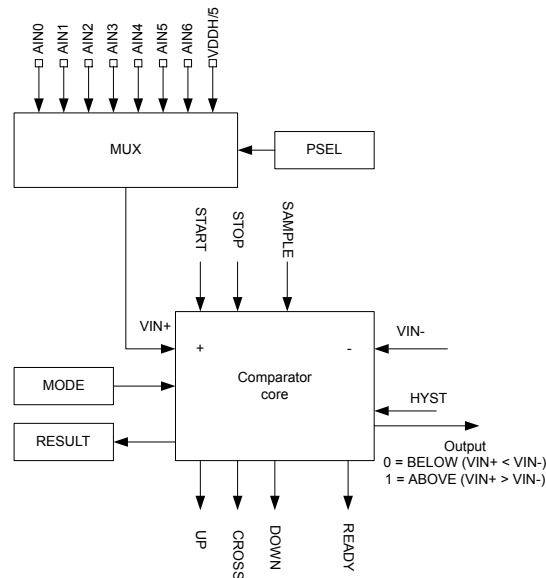 AIN0
AIN1
AIN2
AIN3
AIN4
AIN5
AIN6
VDDH/5
MUX
PSEL
START
STOP
SAMPLE
VIN+
VIN-
+
-
Comparator
core
MODE
HYST
RESULT
Output
0 = BELOW (VIN+ < VIN-)
1 = ABOVE (VIN+ > VIN-)
UP
CROSS
DOWN
READY